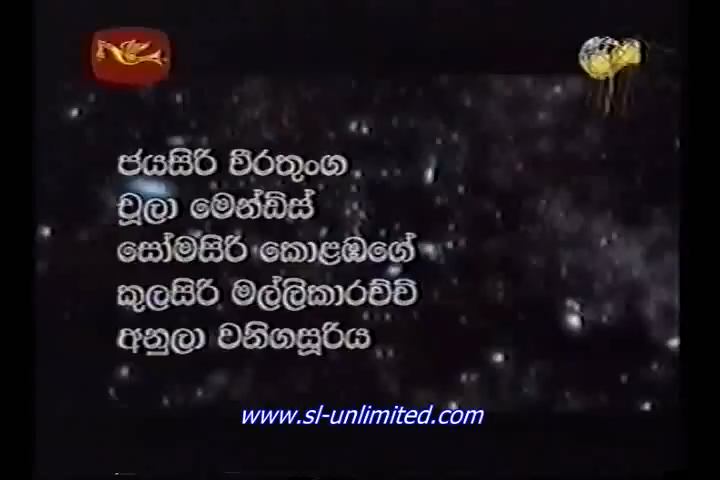 ජයසිරි වීරතුංග
චූලා මෙන්ඩිස්
සෝමසිරි කොළඹගේ
කුලසිරි මල්ලිකාරච්චි
අනුලා වනිගසූරිය
www.sl-unlimited.com